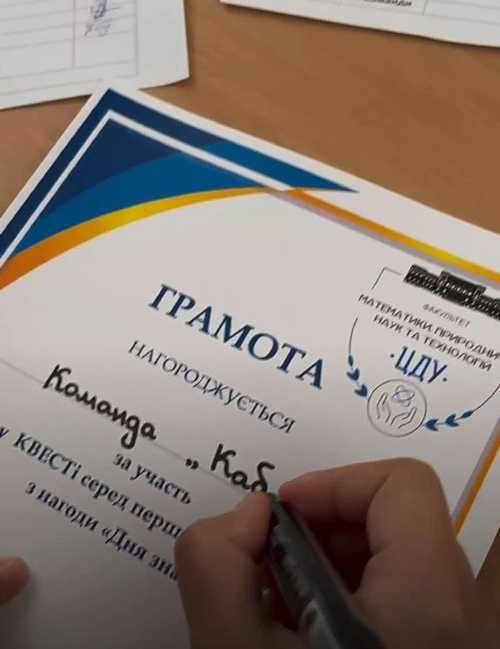 ГРАМОТА
НАГОРОДЖУЄТЬСЯ
Команда „ Каб
за участь
у КВЕСТі серед перш
з нагоди «Дня зна
ФАКУЛЬТЕТ
МАТЕМАТИКИ, ПРИРОДНИ
НАУК ТА ТЕХНОЛОГІЙ
·ЦДУ·